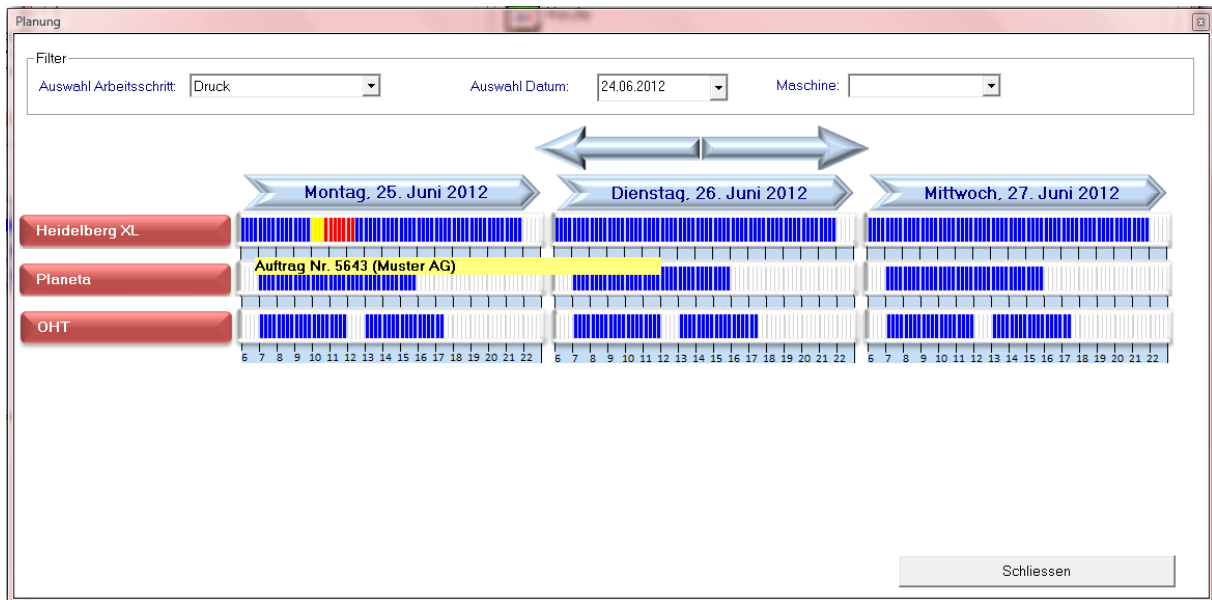 Planung
Filter
Auswahl Arbeitsschritt: Druck Auswahl Datum: 24.06.2012 Maschine:
Montag, 25. Juni 2012 Dienstag, 26. Juni 2012 Mittwoch, 27. Juni 2012
Heidelberg XL
Auftrag Nr. 5643 (Muster AG)
Planeta
OHT
6 7 8 9 10 11 12 13 14 15 16 17 18 19 20 21 22 6 7 8 9 10 11 12 13 14 15 16 17 18 19 20 21 22 6 7 8 9 10 11 12 13 14 15 16 17 18 19 20 21 22
Schliessen